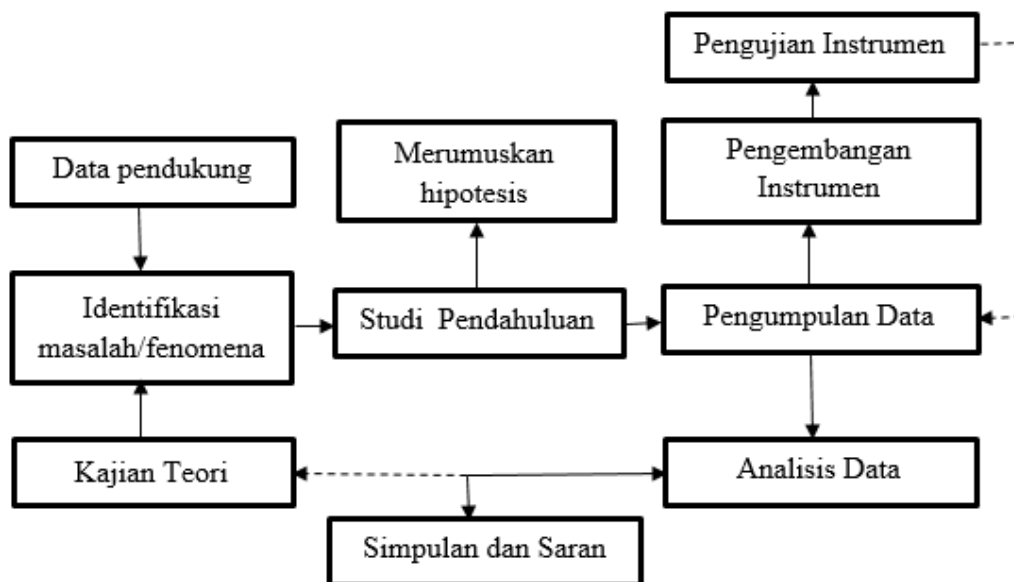 Pengujian Instrumen
Data pendukung
Merumuskan
hipotesis
Pengembangan
Instrumen
Identifikasi
masalah/fenomena
Studi Pendahuluan
Pengumpulan Data
Kajian Teori
Analisis Data
Simpulan dan Saran